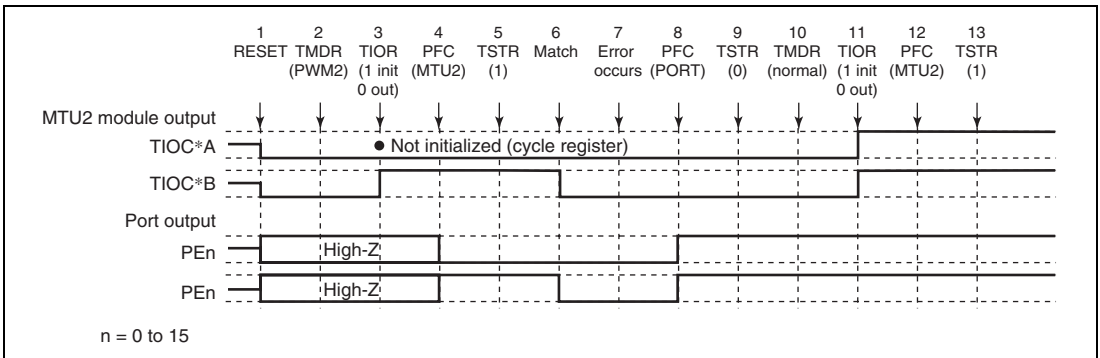 1 2 3 4 5 6 7 8 9 10 11 12 13
RESET TMDR TIOR PFC TSTR Match Error PFC TSTR TMDR TIOR PFC TSTR
(PWM2) (1 init (MTU2) (1) occurs (PORT) (0) (normal) (1 init (MTU2) (1)
0 out) 0 out)
MTU2 module output
TIOC*A
● Not initialized (cycle register)
TIOC*B
Port output
PEn
High-Z
PEn
High-Z
n = 0 to 15